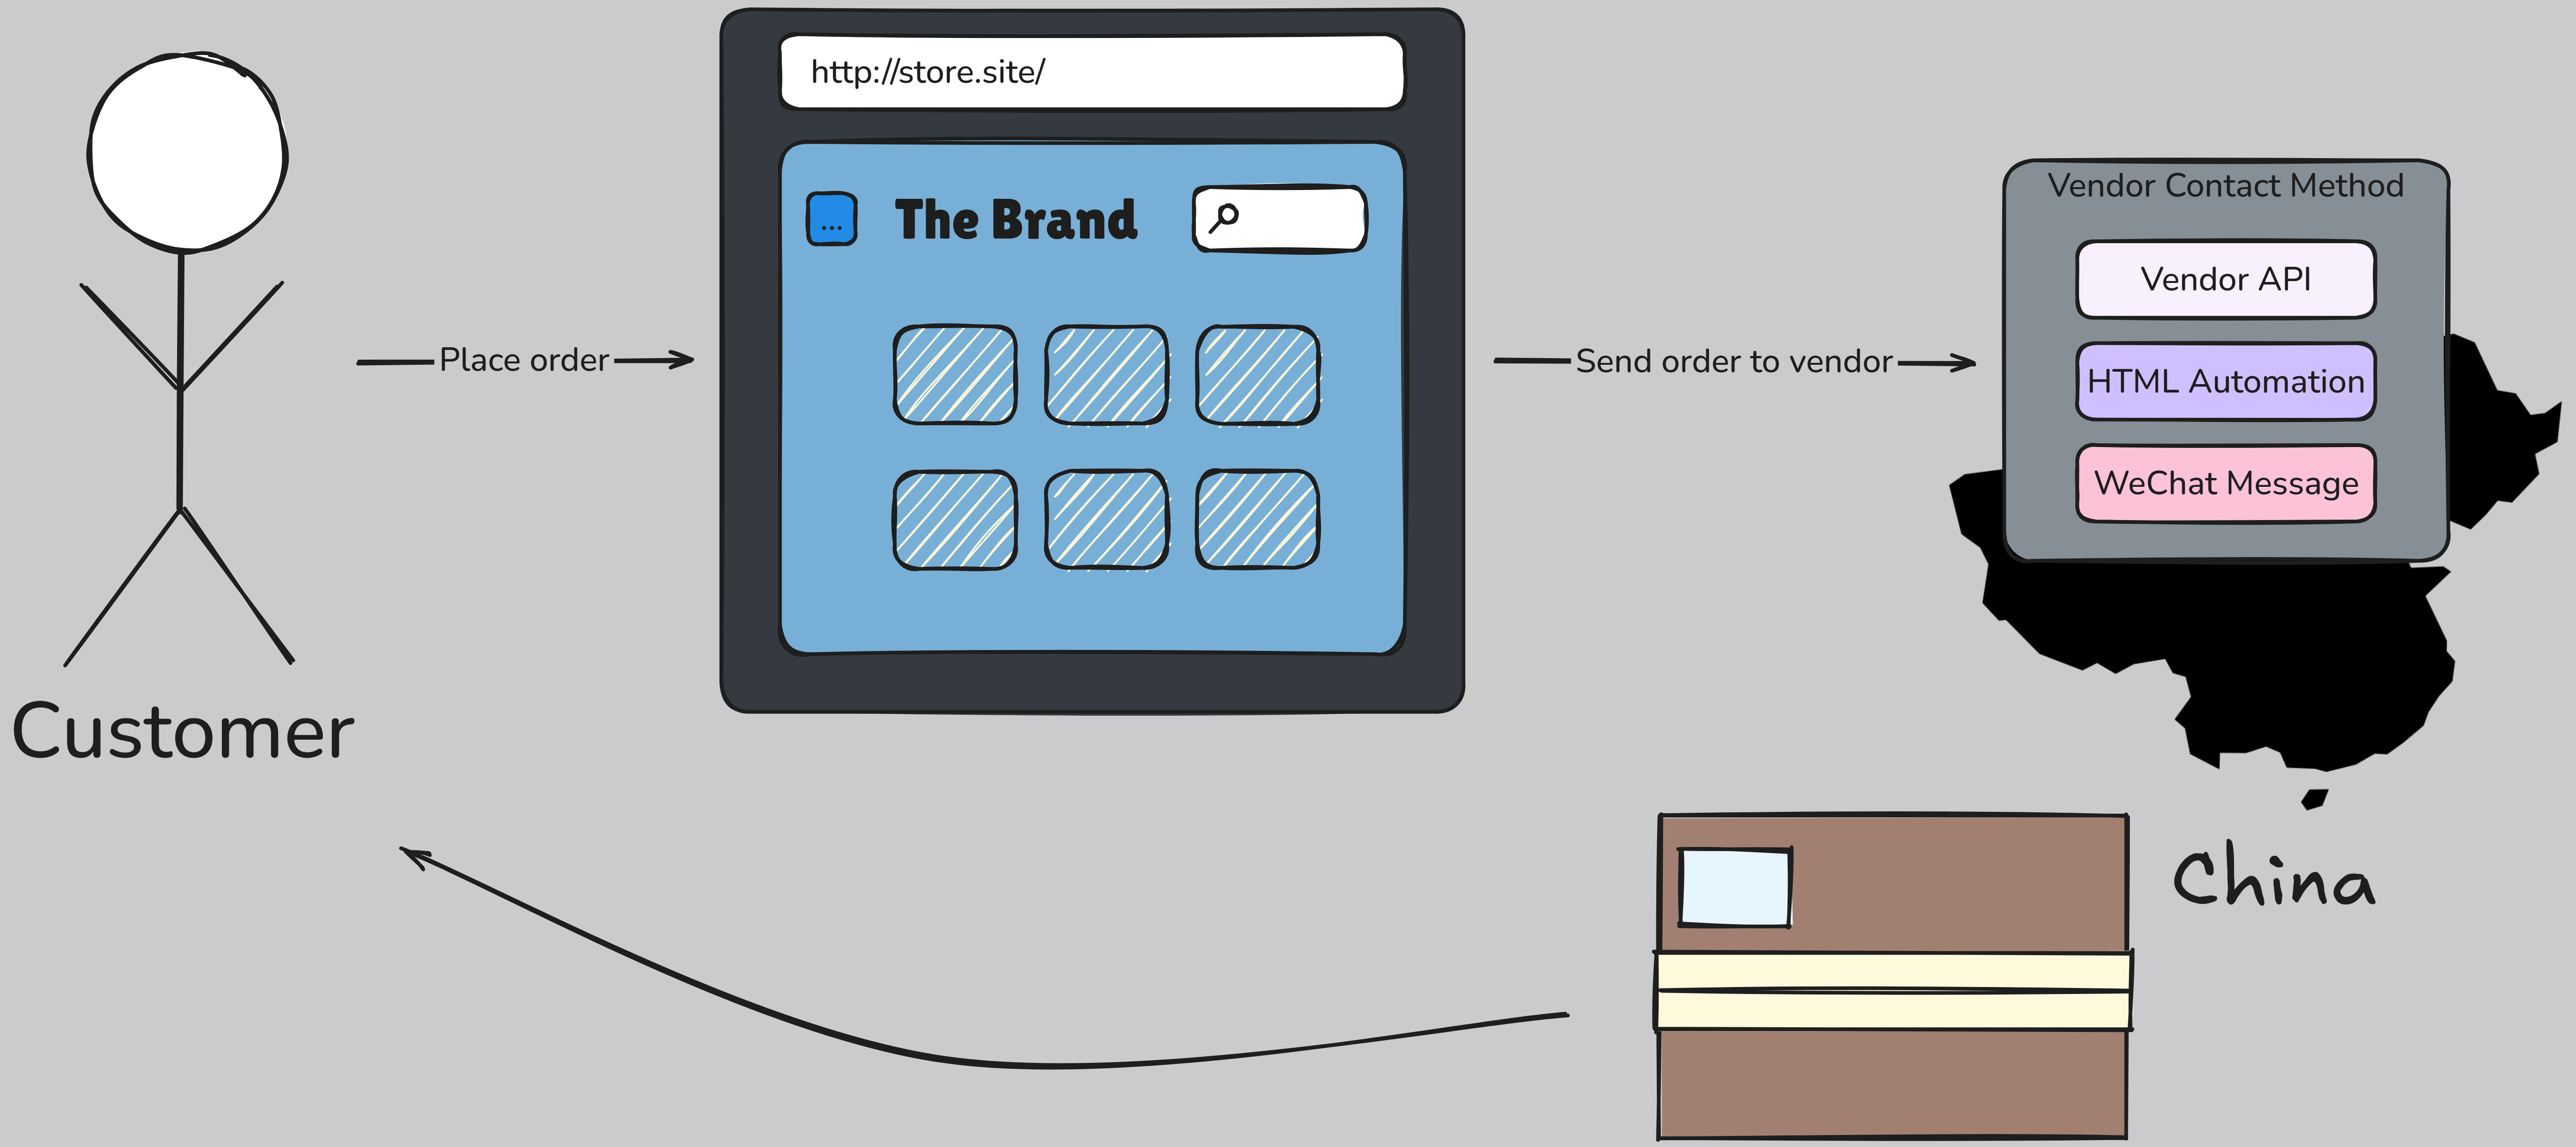 http://store.site/
...
The Brand
Place order
Send order to vendor
Vendor Contact Method
Vendor API
HTML Automation
WeChat Message
Customer
China